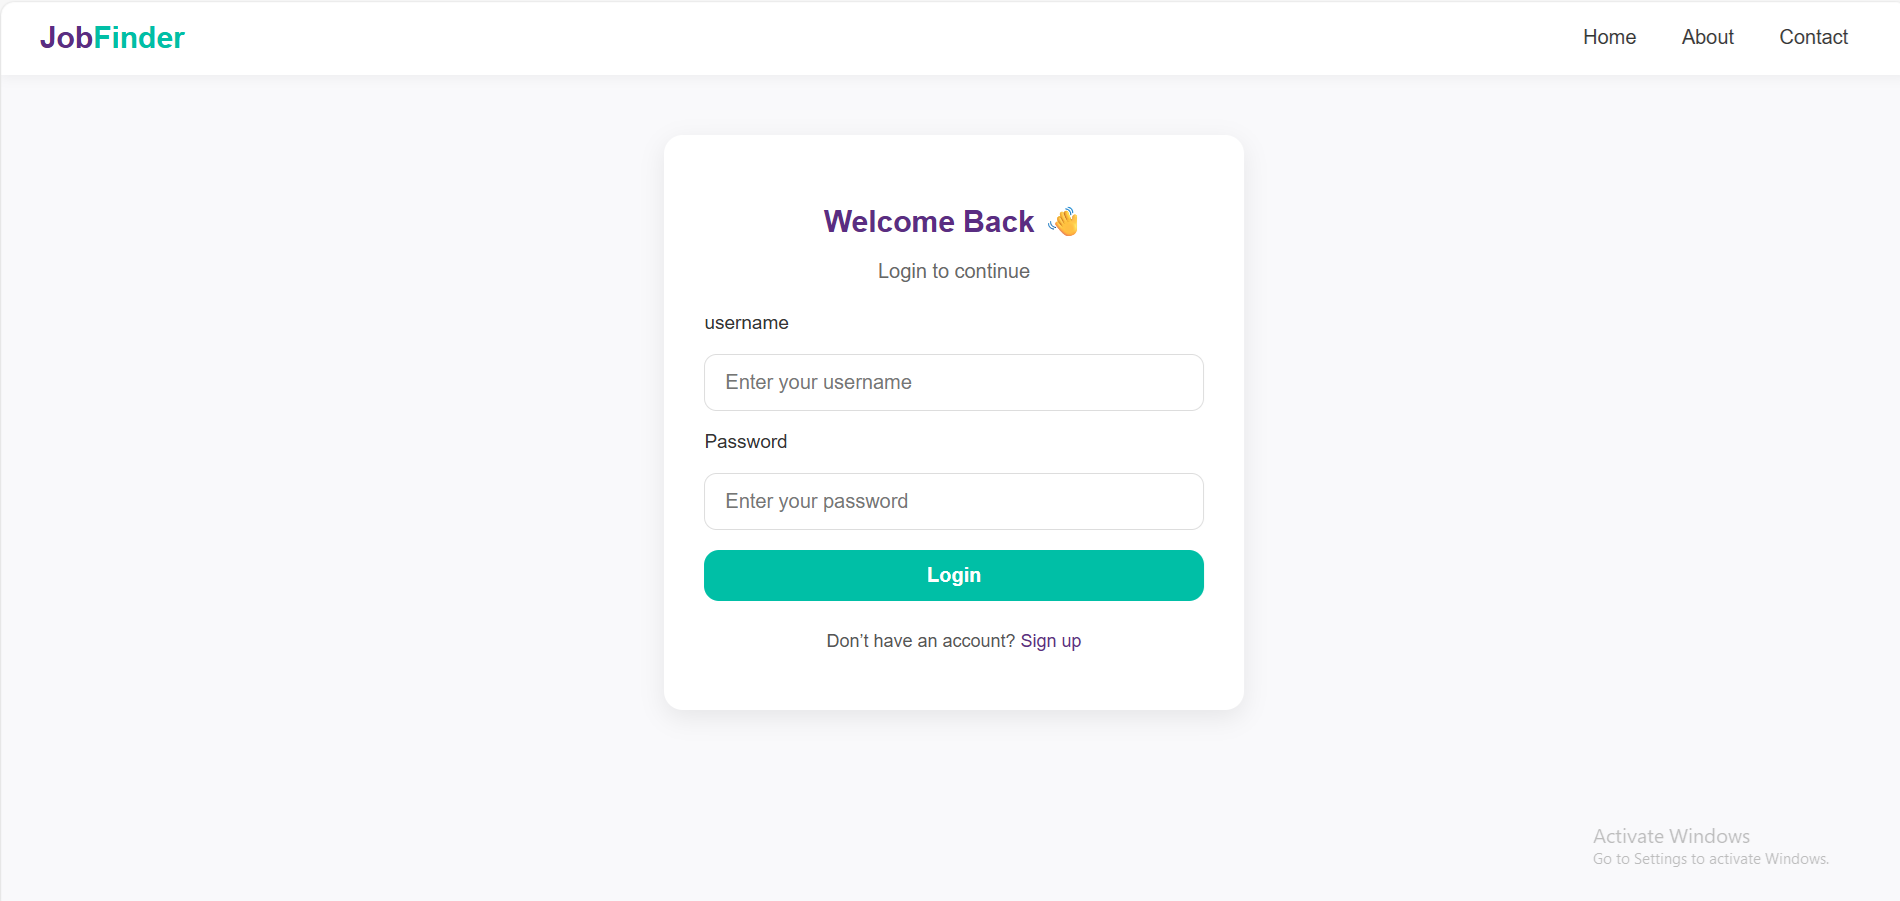 JobFinder
Home About Contact
Welcome Back 👋
Login to continue
username
Enter your username
Password
Enter your password
Login
Don’t have an account? Sign up
Activate Windows
Go to Settings to activate Windows.